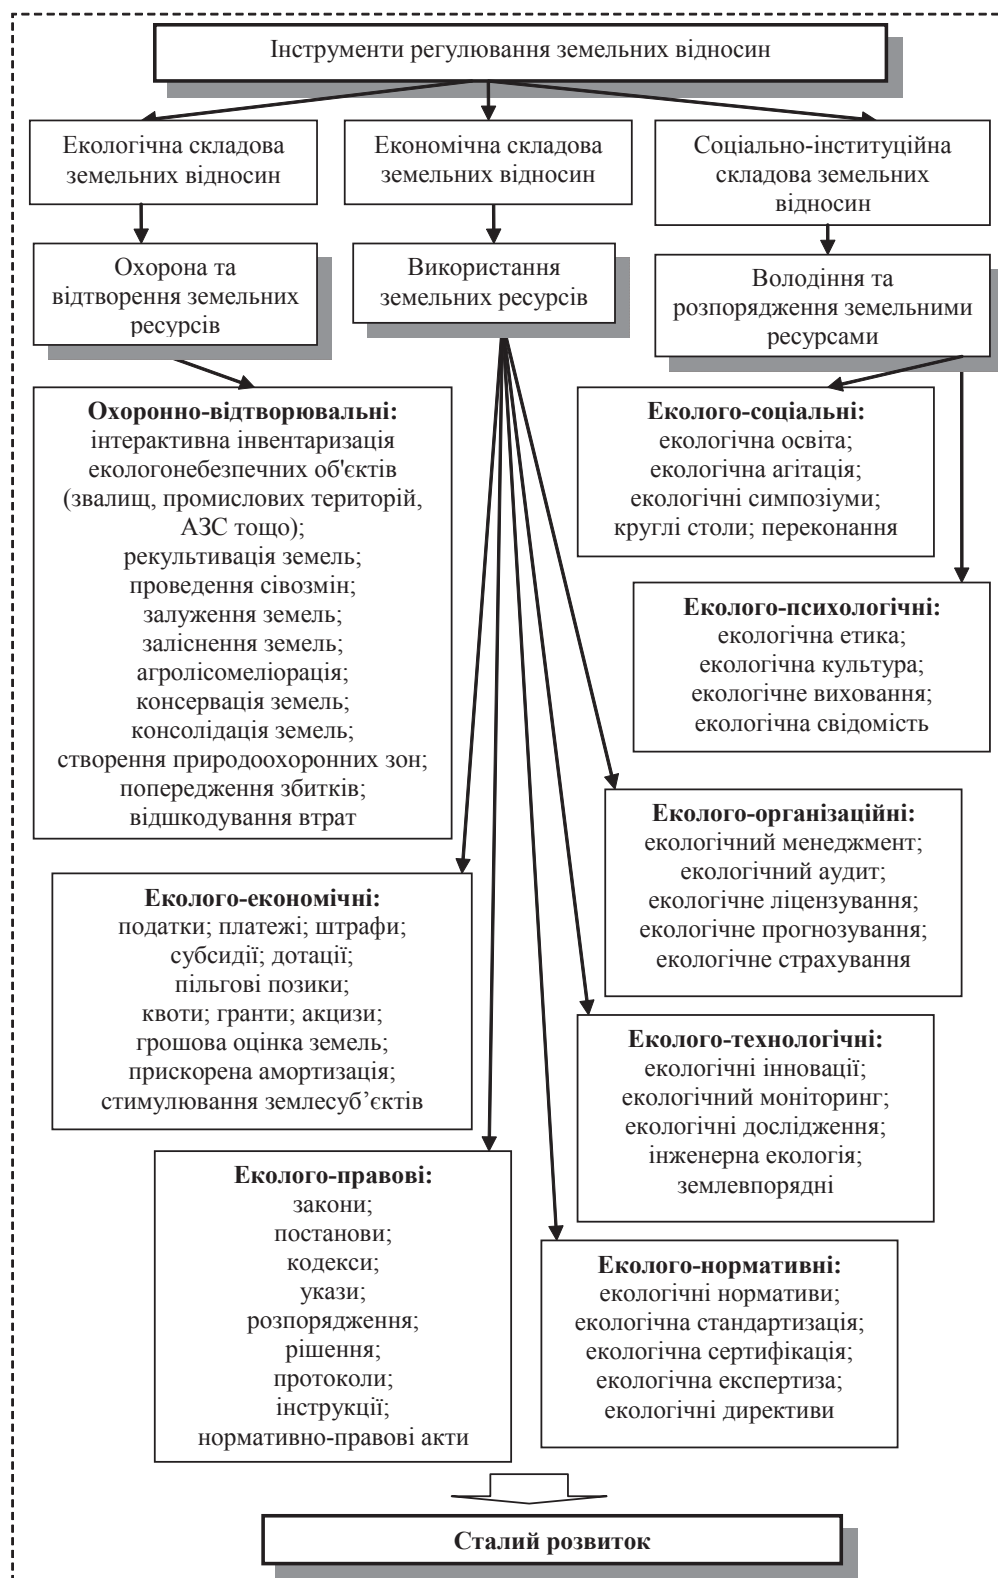 Інструменти регулювання земельних відносин
Екологічна складова
земельних відносин
Економічна складова
земельних відносин
Соціально-інституційна
складова земельних
відносин
Охорона та
відтворення земельних
ресурсів
Використання
земельних ресурсів
Володіння та
розпорядження земельними
ресурсами
Охоронно-відтворювальні:
інтерактивна інвентаризація
екологонебезпечних об'єктів
(звалищ, промислових територій,
АЗС тощо);
рекультивація земель;
проведення сівозмін;
залуження земель;
заліснення земель;
агролісомеліорація;
консервація земель;
консолідація земель;
створення природоохоронних зон;
попередження збитків;
відшкодування втрат
Еколого-соціальні:
екологічна освіта;
екологічна агітація;
екологічні симпозіуми;
круглі столи; переконання
Еколого-психологічні:
екологічна етика;
екологічна культура;
екологічне виховання;
екологічна свідомість
Еколого-організаційні:
екологічний менеджмент;
екологічний аудит;
екологічне ліцензування;
екологічне прогнозування;
екологічне страхування
Еколого-економічні:
податки; платежі; штрафи;
субсидії; дотації;
пільгові позики;
квоти; гранти; акцизи;
грошова оцінка земель;
прискорена амортизація;
стимулювання землесуб’єктів
Еколого-технологічні:
екологічні інновації;
екологічний моніторинг;
екологічні дослідження;
інженерна екологія;
землевпорядні
Еколого-правові:
закони;
постанови;
кодекси;
укази;
розпорядження;
рішення;
протоколи;
інструкції;
нормативно-правові акти
Еколого-нормативні:
екологічні нормативи;
екологічна стандартизація;
екологічна сертифікація;
екологічна експертиза;
екологічні директиви
Сталий розвиток